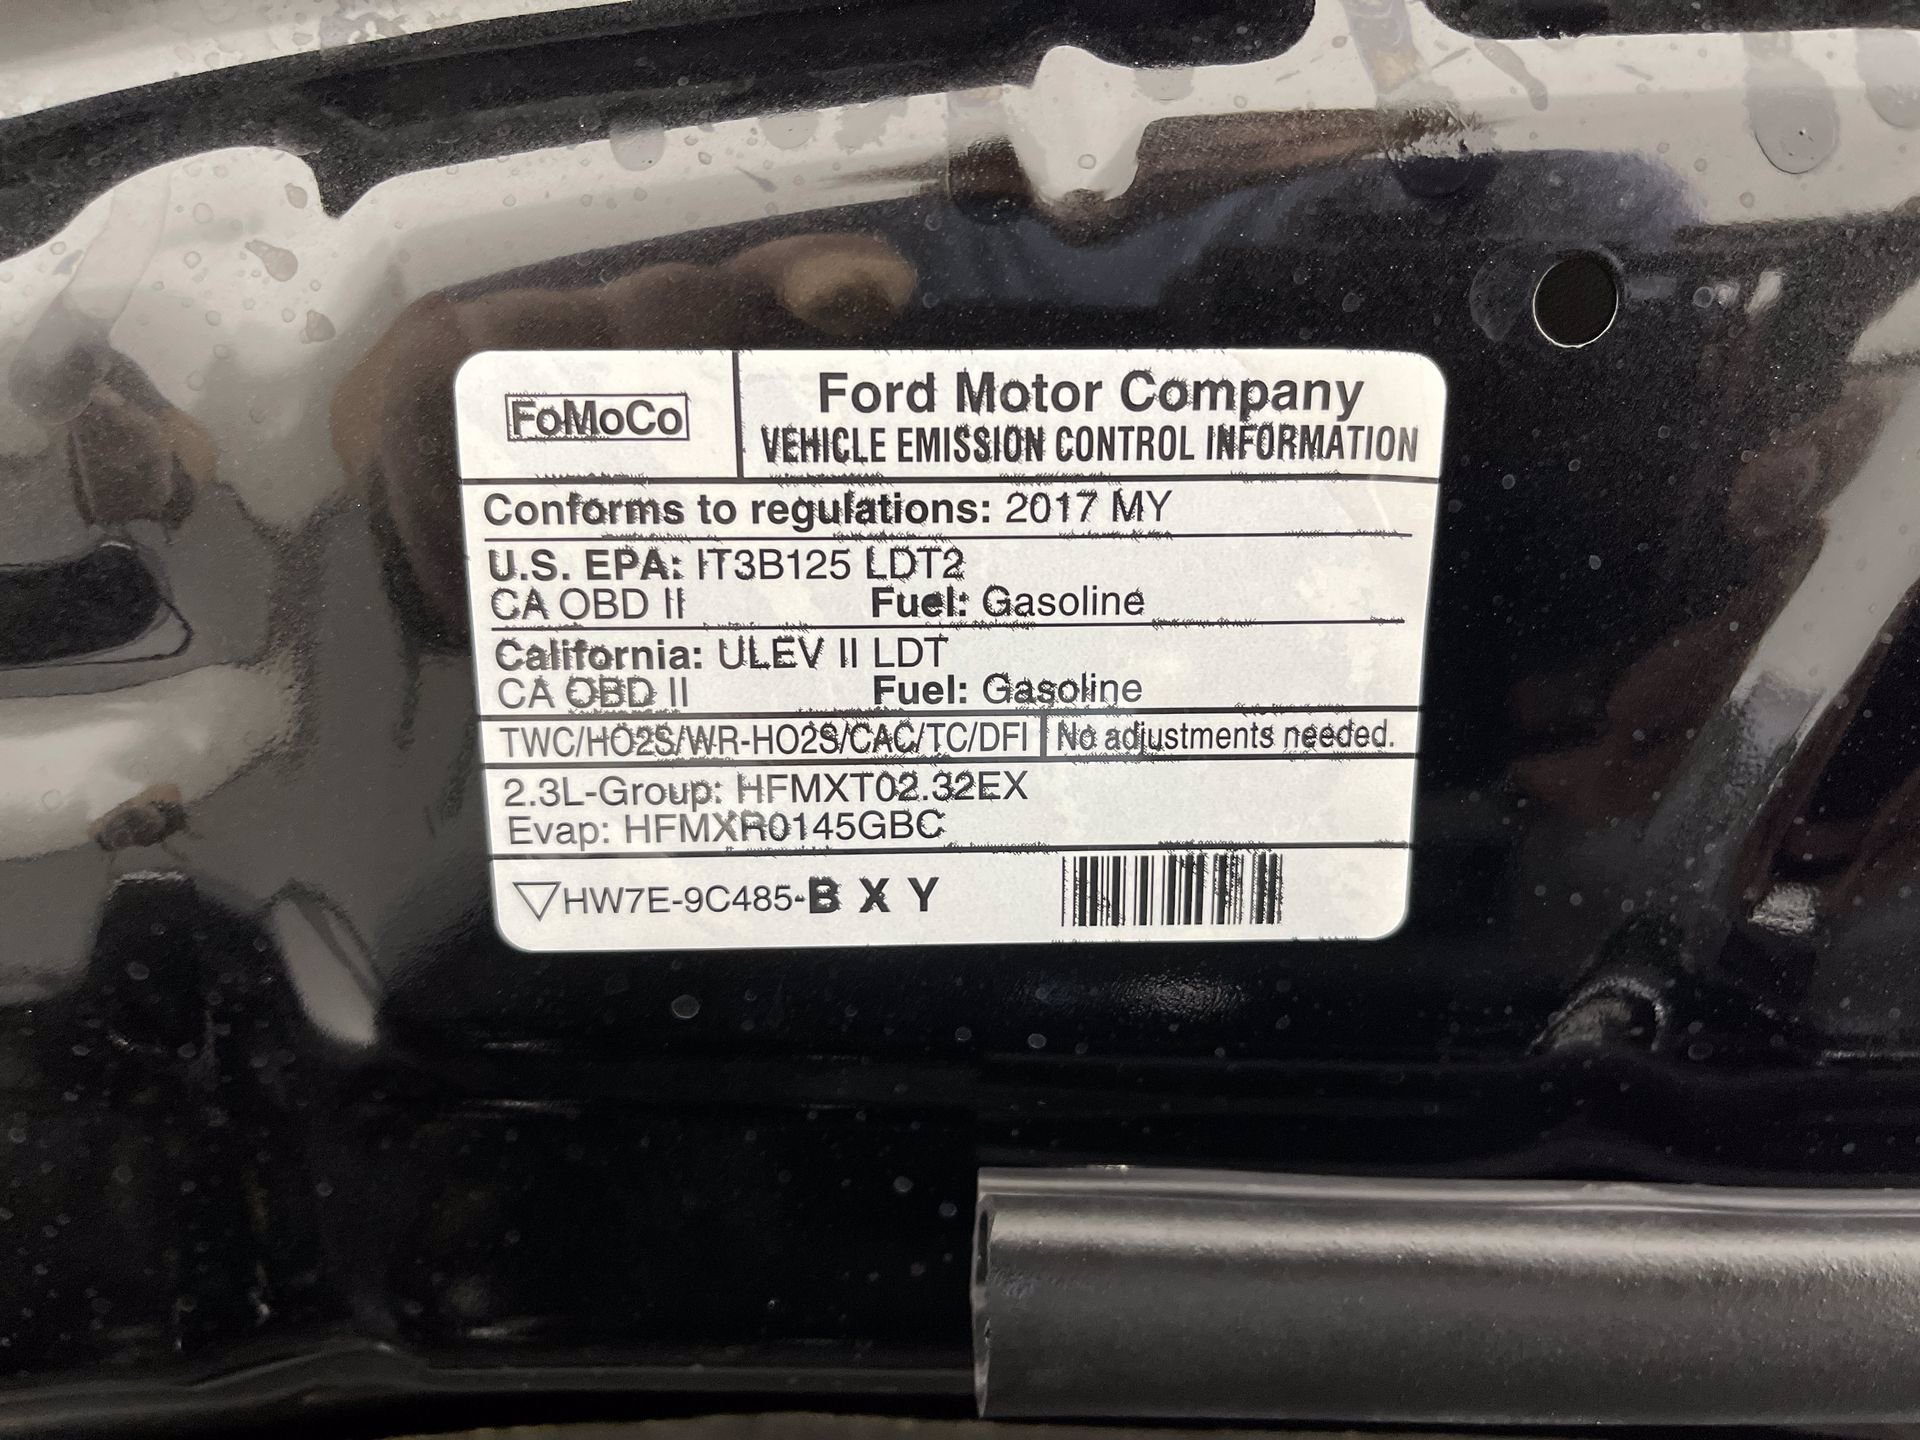 FoMoCo
Ford Motor Company
VEHICLE EMISSION CONTROL INFORMATION
Conforms to regulations: 2017 MY
U.S. EPA: IT3B125 LDT2
CA OBD II Fuel: Gasoline
California: ULEV II LDT
CA OBD II Fuel: Gasoline
TWC/HO2S/WR-HO2S/CAC/TC/DFI No adjustments needed.
2.3L-Group: HFMXT02.32EX
Evap: HFMXR0145GBC
HW7E-9C485-B X Y